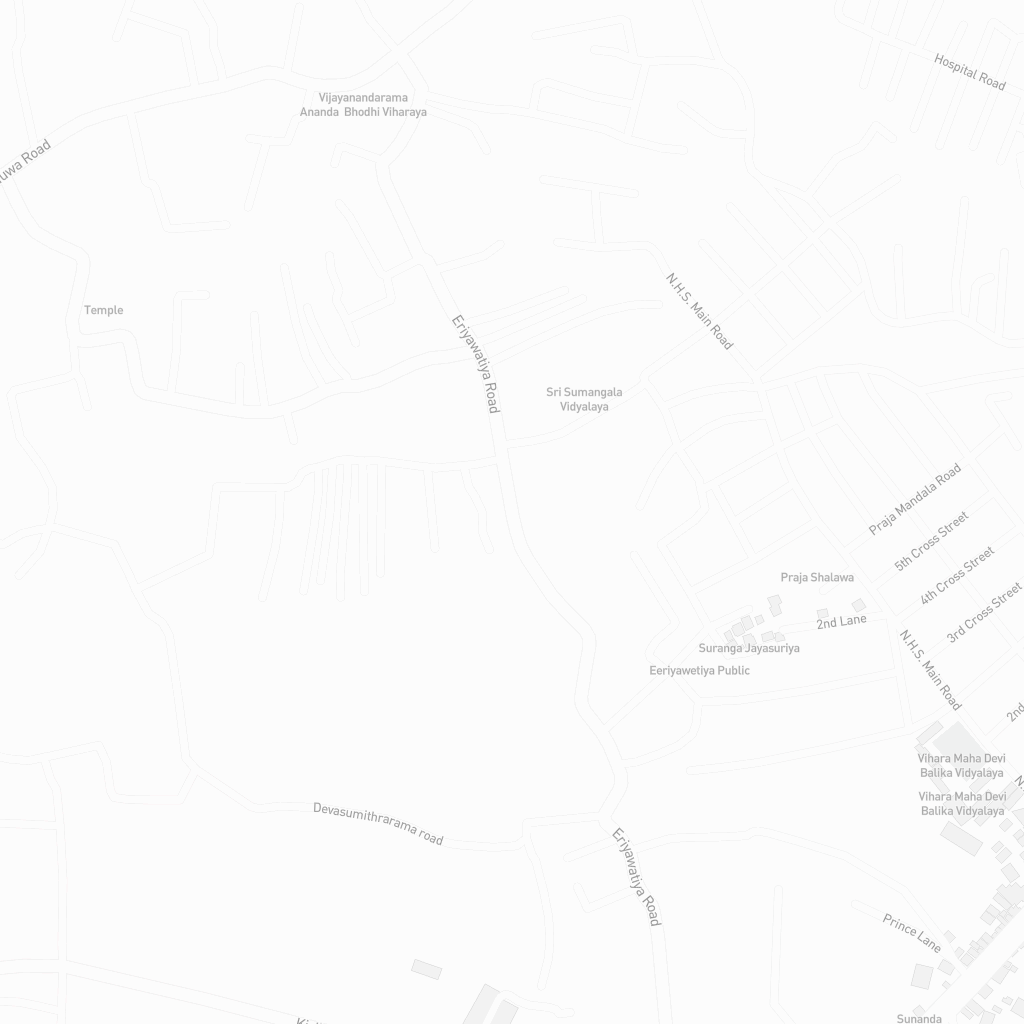 Hospital Road
Vijayanandarama
Ananda Bhodhi Viharaya
Road
Temple
N.H.S. Main Road
Eriyawatiya Road
Sri Sumangala
Vidyalaya
Praja Mandala Road
5th Cross Street
4th Cross Street
3rd Cross Street
Praja Shalawa
2nd Lane
Suranga Jayasuriya
Eeriyawetiya Public
N.H.S. Main Road
2nd
Vihara Maha Devi
Balika Vidyalaya
Vihara Maha Devi
Balika Vidyalaya
Devasumithrarama road
Eriyawatiya Road
Prince Lane
Sunanda